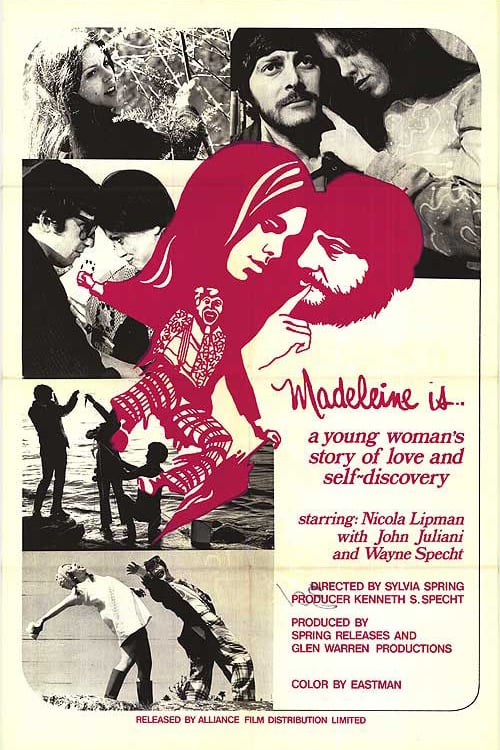 Madeleine is..
a young woman's
story of love and
self-discovery
starring: Nicola Lipman
with John Juliani
and Wayne Specht
DIRECTED BY SYLVIA SPRING
PRODUCER KENNETH S. SPECHT
PRODUCED BY
SPRING RELEASES AND
GLEN WARREN PRODUCTIONS
COLOR BY EASTMAN
RELEASED BY ALLIANCE FILM DISTRIBUTION LIMITED